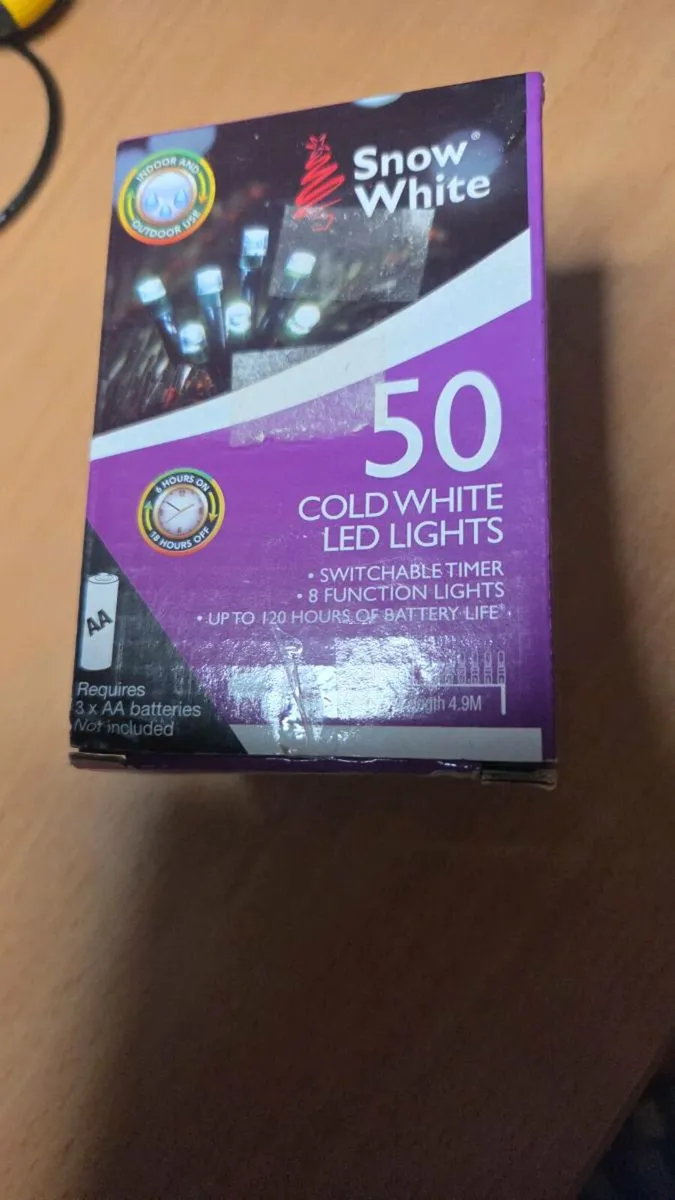 INDOOR AND
OUTDOOR USE
Snow®
White
50
COLD WHITE
LED LIGHTS
6 HOURS ON
18 HOURS OFF
• SWITCHABLE TIMER
• 8 FUNCTION LIGHTS
• UP TO 120 HOURS OF BATTERY LIFE*
AA
4.9M
Requires
3 x AA batteries
Not included